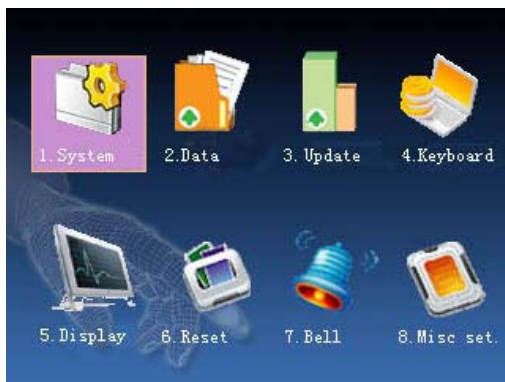 1.System 2.Data 3.Update 4.Keyboard
5.Display 6.Reset 7.Bell 8.Misc set.